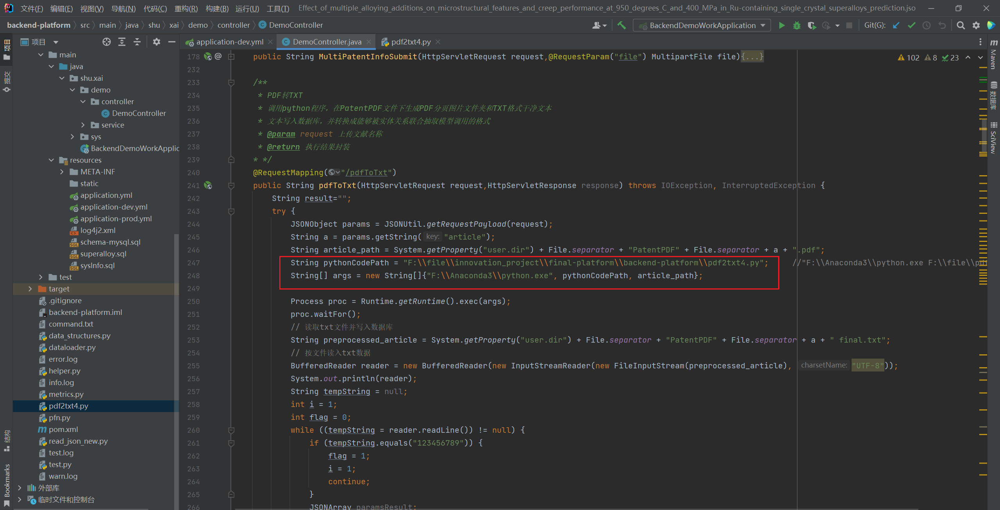 文件(F) 编辑(E) 视图(V) 导航(N) 代码(C) 重构(R) 构建(B) 运行(U) 工具(T) Effect_of_multiple_alloying_additions_on_microstructural_features_and_creep_performance_at_950_degrees_C_and_400_MPa_in_Ru-containing_single_crystal_superalloys_prediction.jso
backend-platform src main java shu xai demo controller DemoController BackendDemoWorkApplication Git(G):
项目 application-dev.yml DemoController.java pdf2txt4.py
项目
提交
结构
Bookmarks
main
java
shu.xai
demo
controller
DemoController
service
sys
BackendDemoWorkApplic
resources
META-INF
static
application.yml
application-dev.yml
application-prod.yml
log4j2.xml
schema-mysql.sql
superalloy.sql
sysInfo.sql
test
target
.gitignore
backend-platform.iml
command.txt
data_structures.py
dataloader.py
error.log
helper.py
info.log
metrics.py
pdf2txt4.py
pfn.py
pom.xml
read_json_new.py
test.log
test.py
warn.log
外部库
临时文件和控制台
102 8 23
178 @ public String MultiPatentInfoSubmit(HttpServletRequest request,@RequestParam("file") MultipartFile file){...}
232
233 /**
234 * PDF转TXT
235 * 调用python程序，在PatentPDF文件下生成PDF分页图片文件夹和TXT格式干净文本
236 * 文本写入数据库，并转换成能够被实体关系联合抽取模型调用的格式
237 * @param request 上传文献名称
238 * @return 执行结果封装
239 * */
240 @RequestMapping("/pdfToTxt")
241 public String pdfToTxt(HttpServletRequest request,HttpServletResponse response) throws IOException, InterruptedException {
242 String result="";
243 try {
244 JSONObject params = JSONUtil.getRequestPayload(request);
245 String a = params.getString( key: "article");
246 String article_path = System.getProperty("user.dir") + File.separator + "PatentPDF" + File.separator + a + ".pdf";
247 String pythonCodePath = "F:\\file\\innovation_project\\final-platform\\backend-platform\\pdf2txt4.py"; //"F:\\Anaconda3\\python.exe F:\\file\\pd
248 String[] args = new String[]{"F:\\Anaconda3\\python.exe", pythonCodePath, article_path};
249
250 Process proc = Runtime.getRuntime().exec(args);
251 proc.waitFor();
252 // 读取txt文件并写入数据库
253 String preprocessed_article = System.getProperty("user.dir") + File.separator + "PatentPDF" + File.separator + a + " final.txt";
254 // 按文件读入txt数据
255 BufferedReader reader = new BufferedReader(new InputStreamReader(new FileInputStream(preprocessed_article), charsetName: "UTF-8"));
256 System.out.println(reader);
257 String tempString = null;
258 int i = 1;
259 int flag = 0;
260 while ((tempString = reader.readLine()) != null) {
261 if (tempString.equals("123456789")) {
262 flag = 1;
263 i = 1;
264 continue;
265 }
266 JSONArray paramsResult;
Maven
数据库
SciView